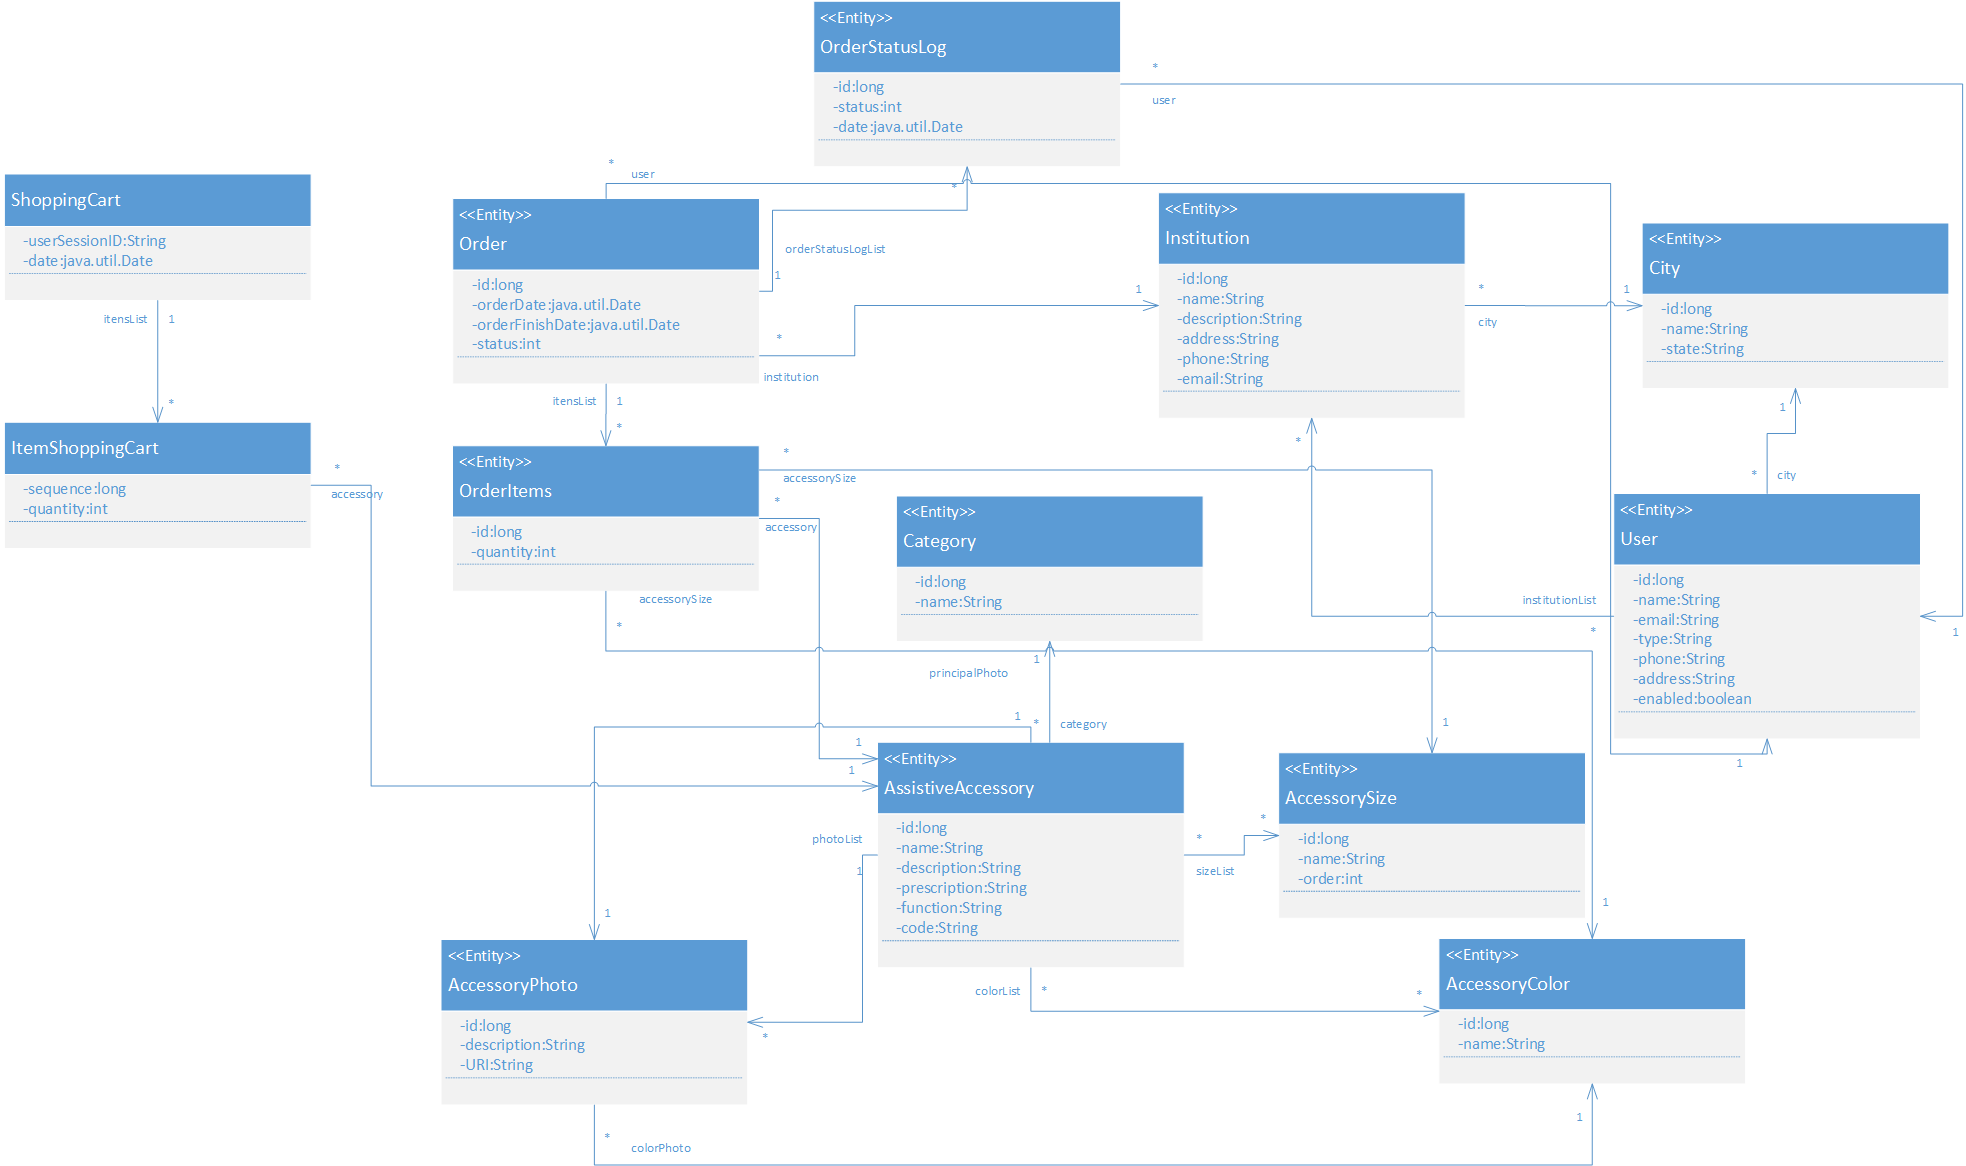 <<Entity>>
OrderStatusLog
-id:long
-status:int
-date:java.util.Date
*
user
*
user
*
ShoppingCart
-userSessionID:String
-date:java.util.Date
itensList
1
*
<<Entity>>
Order
-id:long
-orderDate:java.util.Date
-orderFinishDate:java.util.Date
-status:int
orderStatusLogList
1
*
institution
1
<<Entity>>
Institution
-id:long
-name:String
-description:String
-address:String
-phone:String
-email:String
*
city
1
<<Entity>>
City
-id:long
-name:String
-state:String
1
*
city
itensList
1
*
ItemShoppingCart
-sequence:long
-quantity:int
*
accessory
<<Entity>>
OrderItems
-id:long
-quantity:int
*
accessorySize
*
accessory
accessorySize
*
*
<<Entity>>
Category
-id:long
-name:String
<<Entity>>
User
-id:long
-name:String
-email:String
-type:String
-phone:String
-address:String
-enabled:boolean
institutionList
*
1
1
1
principalPhoto
1
*
category
1
1
<<Entity>>
AssistiveAccessory
-id:long
-name:String
-description:String
-prescription:String
-function:String
-code:String
1
<<Entity>>
AccessorySize
-id:long
-name:String
-order:int
*
sizeList
*
photoList
1
1
1
<<Entity>>
AccessoryPhoto
-id:long
-description:String
-URI:String
*
colorList
*
*
<<Entity>>
AccessoryColor
-id:long
-name:String
*
colorPhoto
1